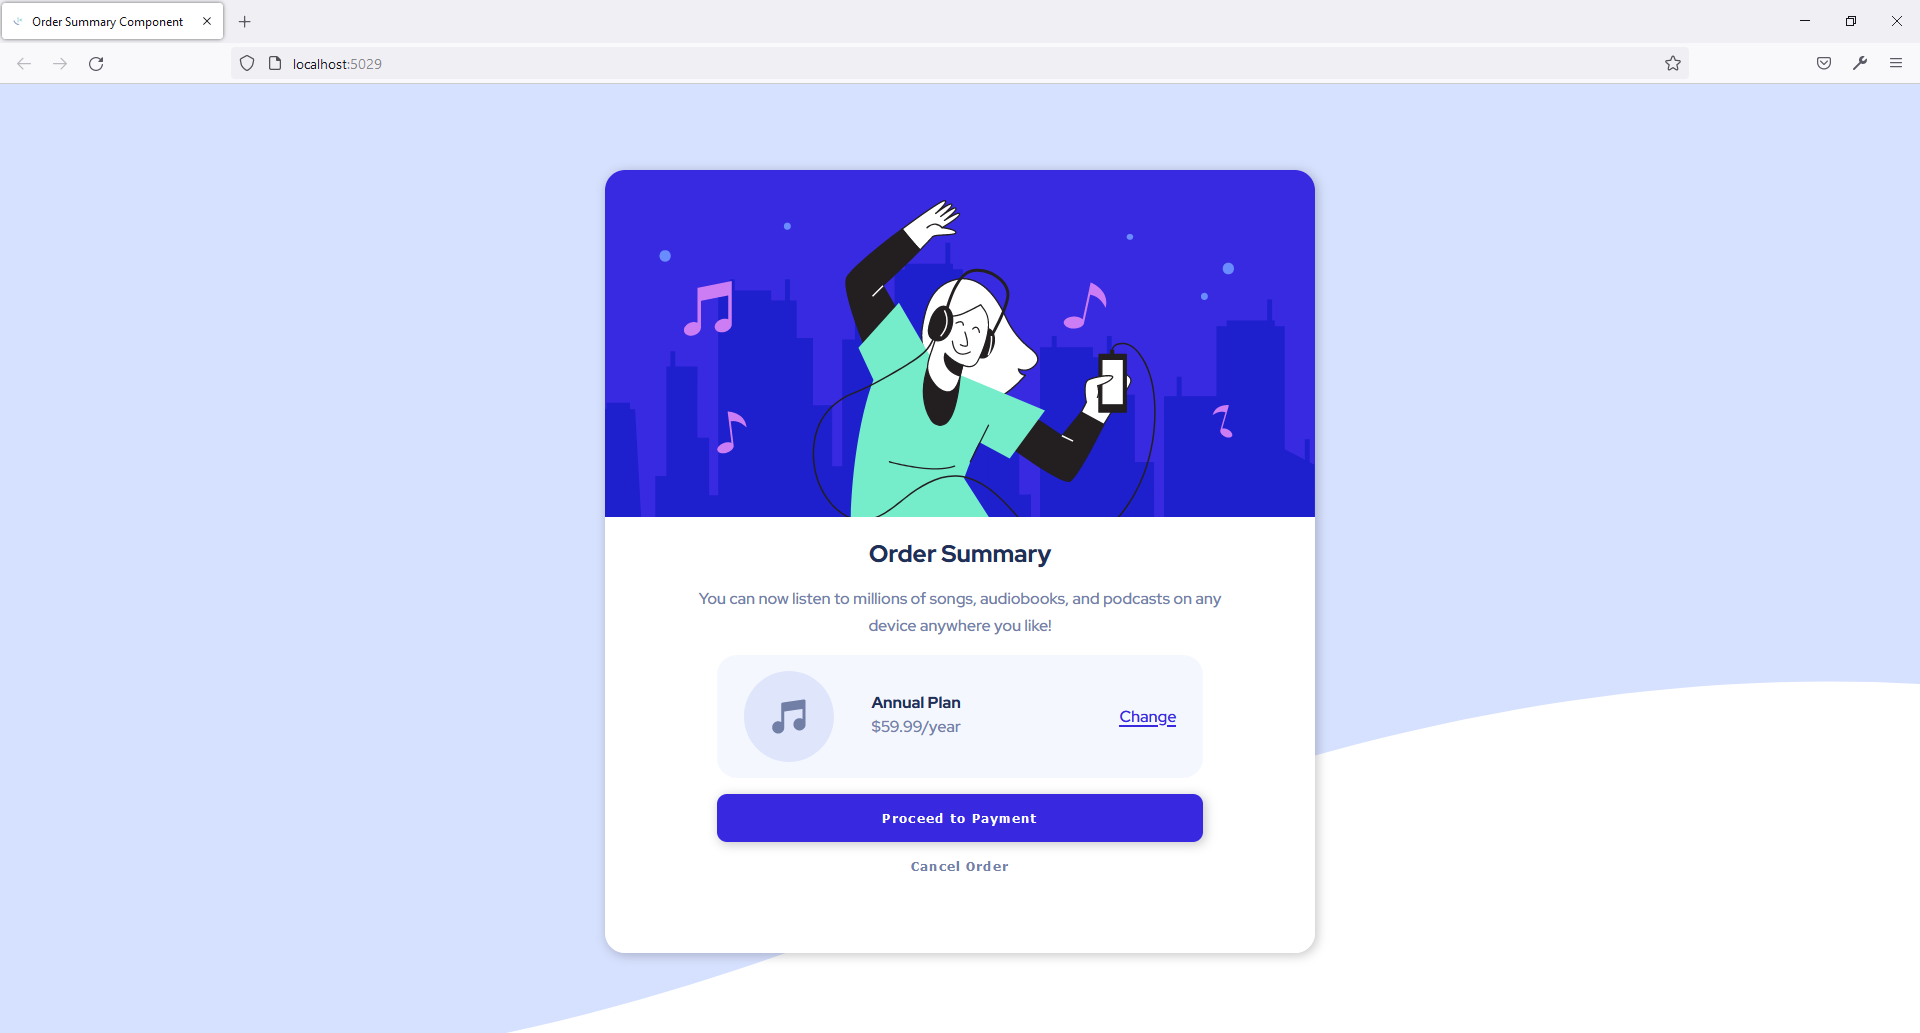 Order Summary Component
localhost:5029
Order Summary
You can now listen to millions of songs, audiobooks, and podcasts on any
device anywhere you like!
Annual Plan
$59.99/year
Change
Proceed to Payment
Cancel Order